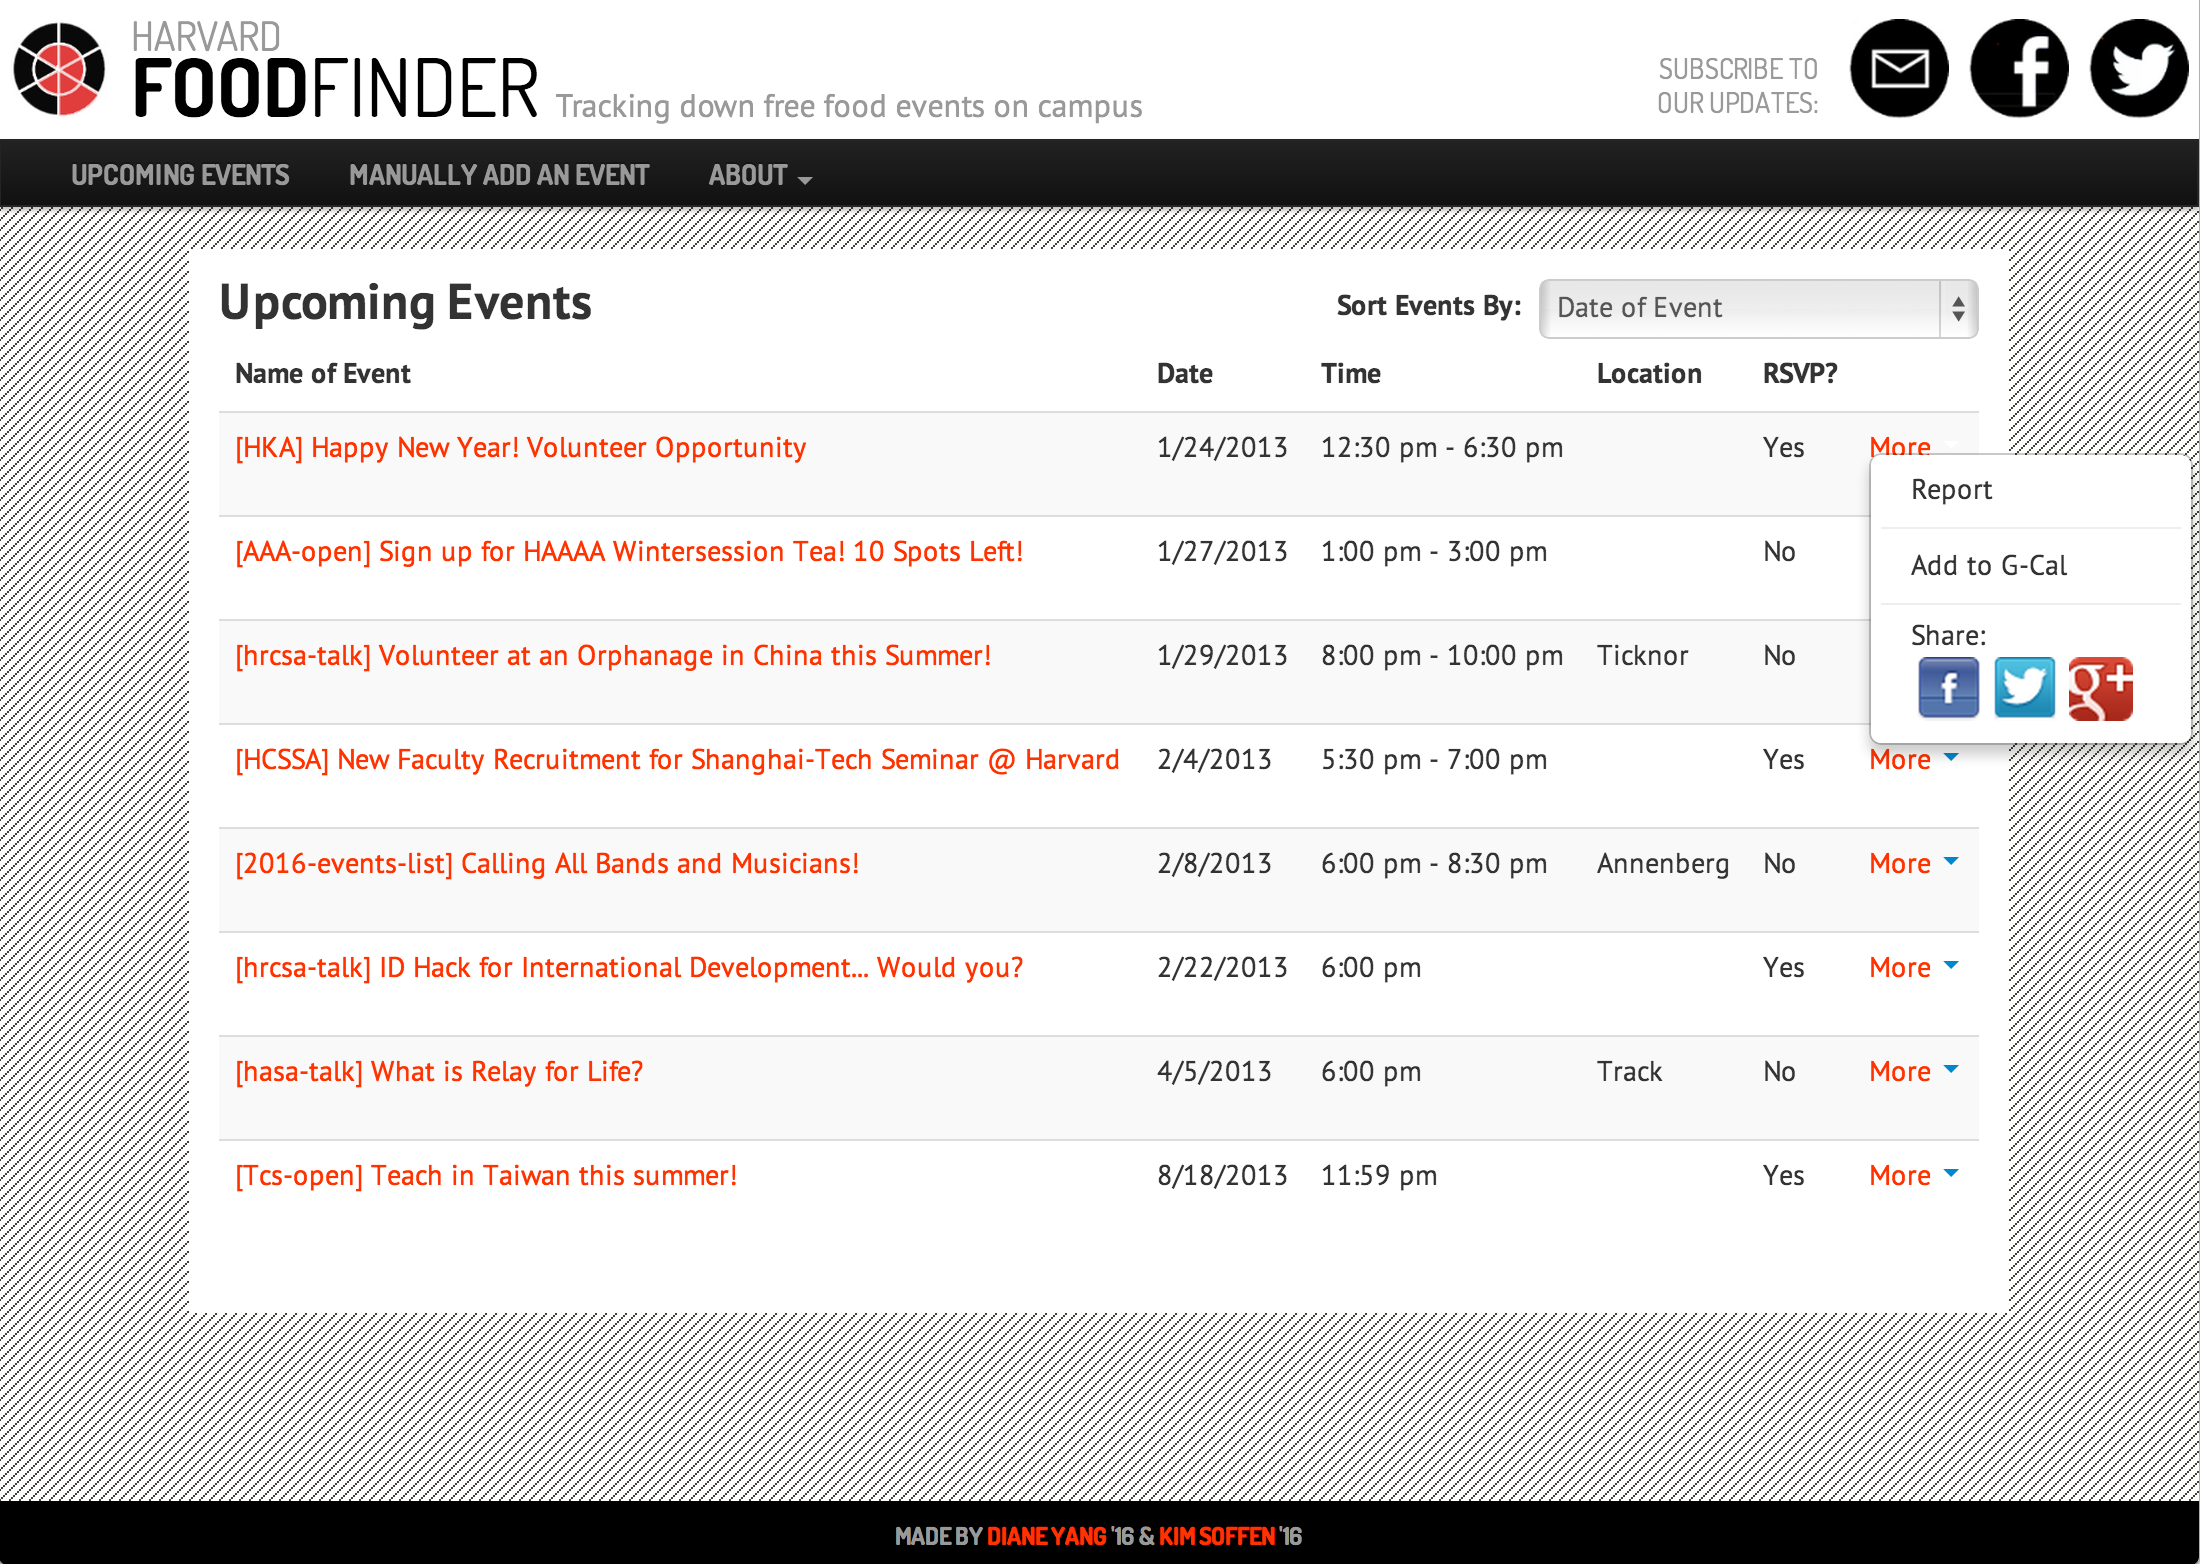 HARVARD
FOODFINDER Tracking down free food events on campus
SUBSCRIBE TO
OUR UPDATES:
UPCOMING EVENTS MANUALLY ADD AN EVENT ABOUT
Upcoming Events
Sort Events By: Date of Event
Name of Event Date Time Location RSVP?
[HKA] Happy New Year! Volunteer Opportunity 1/24/2013 12:30 pm - 6:30 pm Yes More
Report
[AAA-open] Sign up for HAAAA Wintersession Tea! 10 Spots Left! 1/27/2013 1:00 pm - 3:00 pm No
Add to G-Cal
Share:
[hrcsa-talk] Volunteer at an Orphanage in China this Summer! 1/29/2013 8:00 pm - 10:00 pm Ticknor No
f g+
[HCSSA] New Faculty Recruitment for Shanghai-Tech Seminar @ Harvard 2/4/2013 5:30 pm - 7:00 pm Yes More
[2016-events-list] Calling All Bands and Musicians! 2/8/2013 6:00 pm - 8:30 pm Annenberg No More
[hrcsa-talk] ID Hack for International Development... Would you? 2/22/2013 6:00 pm Yes More
[hasa-talk] What is Relay for Life? 4/5/2013 6:00 pm Track No More
[Tcs-open] Teach in Taiwan this summer! 8/18/2013 11:59 pm Yes More
MADE BY DIANE YANG '16 & KIM SOFFEN '16